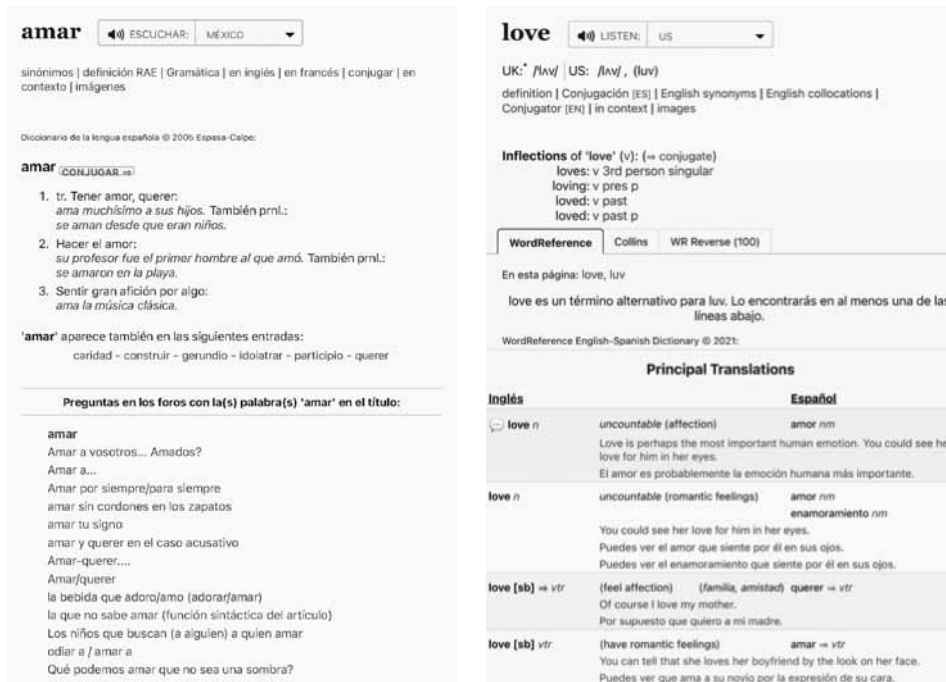 amar ESCUCHAR: MÉXICO
sinónimos | definición RAE | Gramática | en inglés | en francés | conjugar | en
contexto | imágenes
Diccionario de la lengua española © 2005 Espasa-Calpe:
amar CONJUGAR ⇒
1. tr. Tener amor, querer:
ama muchísimo a sus hijos. También prnl.:
se aman desde que eran niños.
2. Hacer el amor:
su profesor fue el primer hombre al que amó. También prnl.:
se amaron en la playa.
3. Sentir gran afición por algo:
ama la música clásica.
'amar' aparece también en las siguientes entradas:
caridad - construir - gerundio - idolatrar - participio - querer
Preguntas en los foros con la(s) palabra(s) 'amar' en el título:
amar
Amar a vosotros... Amados?
Amar a...
Amar por siempre/para siempre
amar sin cordones en los zapatos
amar tu signo
amar y querer en el caso acusativo
Amar-querer....
Amar/querer
la bebida que adoro/amo (adorar/amar)
la que no sabe amar (función sintáctica del artículo)
Los niños que buscan (a alguien) a quien amar
odiar a / amar a
Qué podemos amar que no sea una sombra?
love LISTEN: US
UK:* /ˈlʌv/ US: /lʌv/ , (luv)
definition | Conjugación [ES] | English synonyms | English collocations |
Conjugator [EN] | in context | images
Inflections of 'love' (v): (⇒ conjugate)
loves: v 3rd person singular
loving: v pres p
loved: v past
loved: v past p
WordReference Collins WR Reverse (100)
En esta página: love, luv
love es un término alternativo para luv. Lo encontrarás en al menos una de las
líneas abajo.
WordReference English-Spanish Dictionary © 2021:
Principal Translations
Inglés Español
love n uncountable (affection) amor nm
Love is perhaps the most important human emotion. You could see he
love for him in her eyes.
El amor es probablemente la emoción humana más importante.
love n uncountable (romantic feelings) amor nm
enamoramiento nm
You could see her love for him in her eyes.
Puedes ver el amor que siente por él en sus ojos.
Puedes ver el enamoramiento que siente por él en sus ojos.
love [sb] ⇒ vtr (feel affection) (familia, amistad) querer ⇒ vtr
Of course I love my mother.
Por supuesto que quiero a mi madre.
love [sb] vtr (have romantic feelings) amar ⇒ vtr
You can tell that she loves her boyfriend by the look on her face.
Puedes ver que ama a su novio por la expresión de su cara.